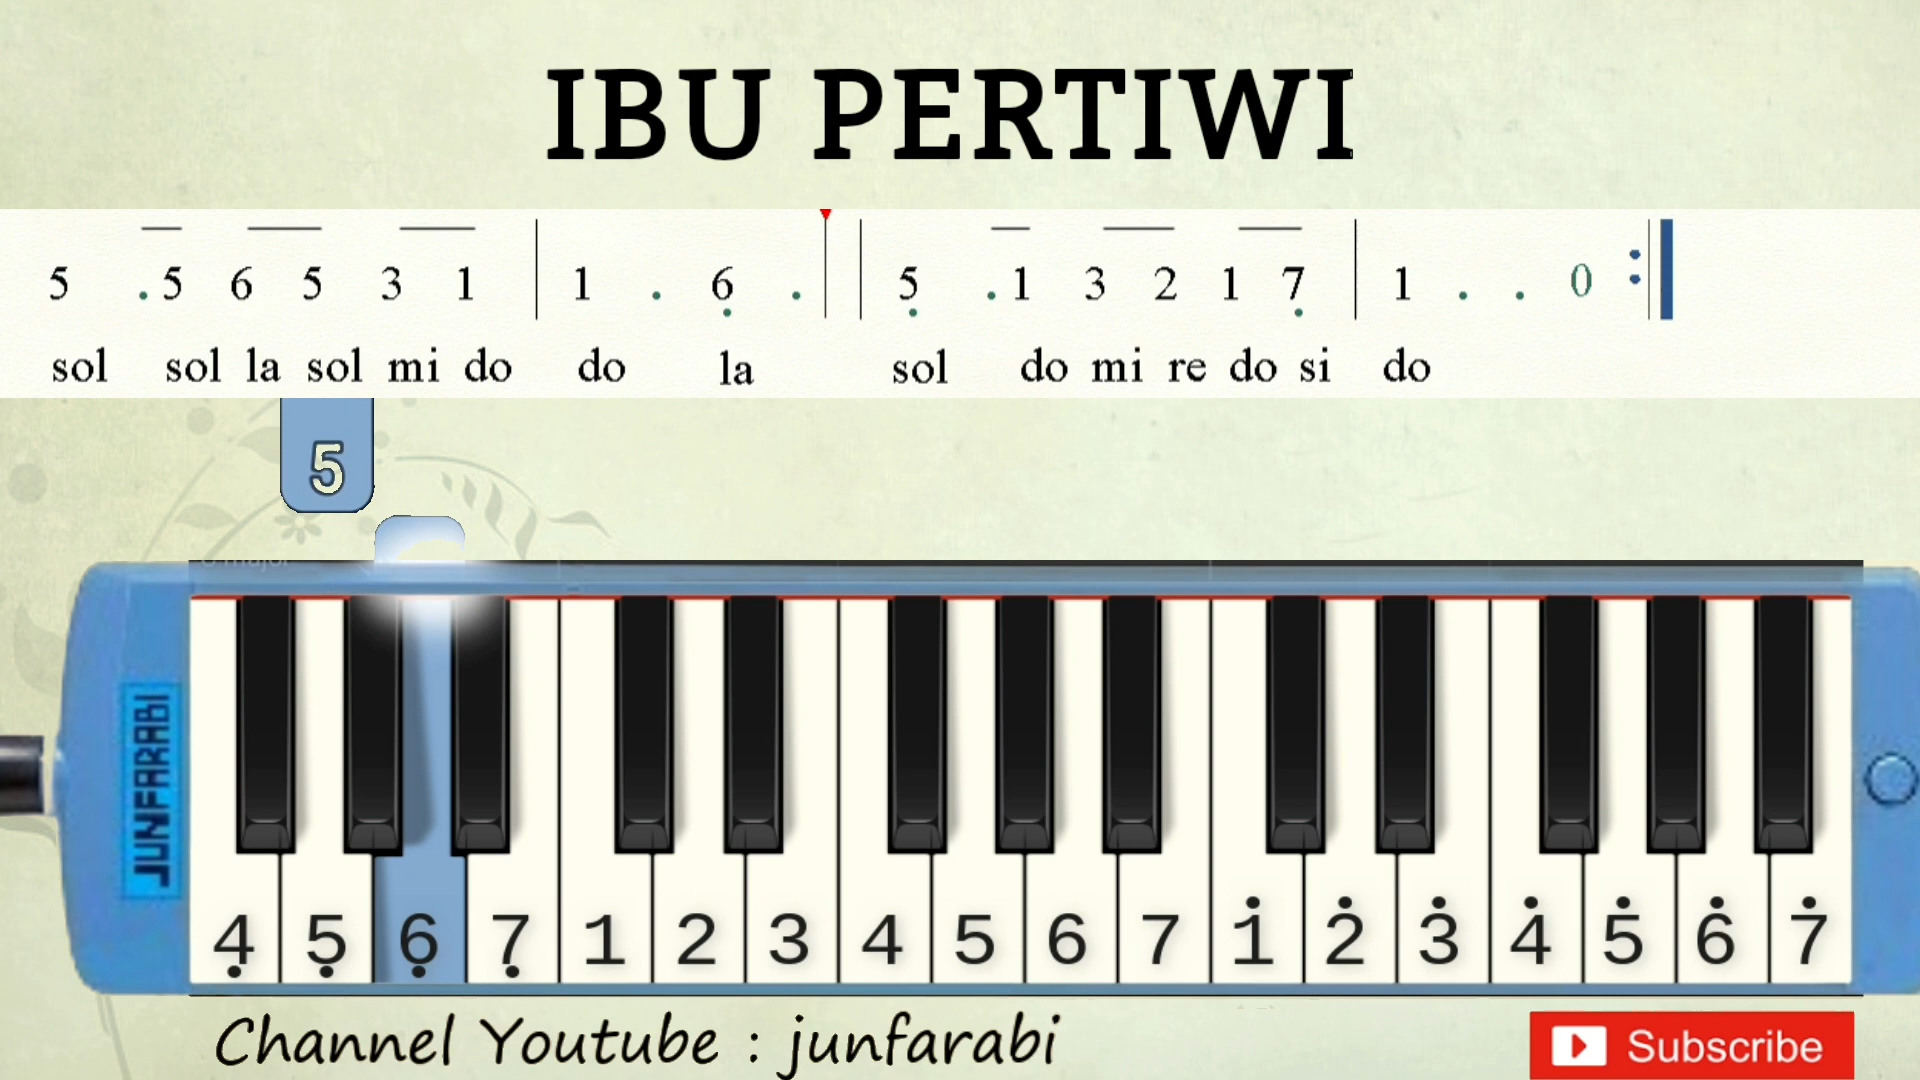 IBU PERTIWI
5 . 5 6 5 3 1 | 1 . 6̣ . || 5̣ . 1 3 2 1 7̣ | 1 . . 0 :|
sol sol la sol mi do do la sol do mi re do si do
5
JUNFARABI
4̣ 5̣ 6̣ 7̣ 1 2 3 4 5 6 7 1̇ 2̇ 3̇ 4̇ 5̇ 6̇ 7̇
Channel Youtube : junfarabi
Subscribe